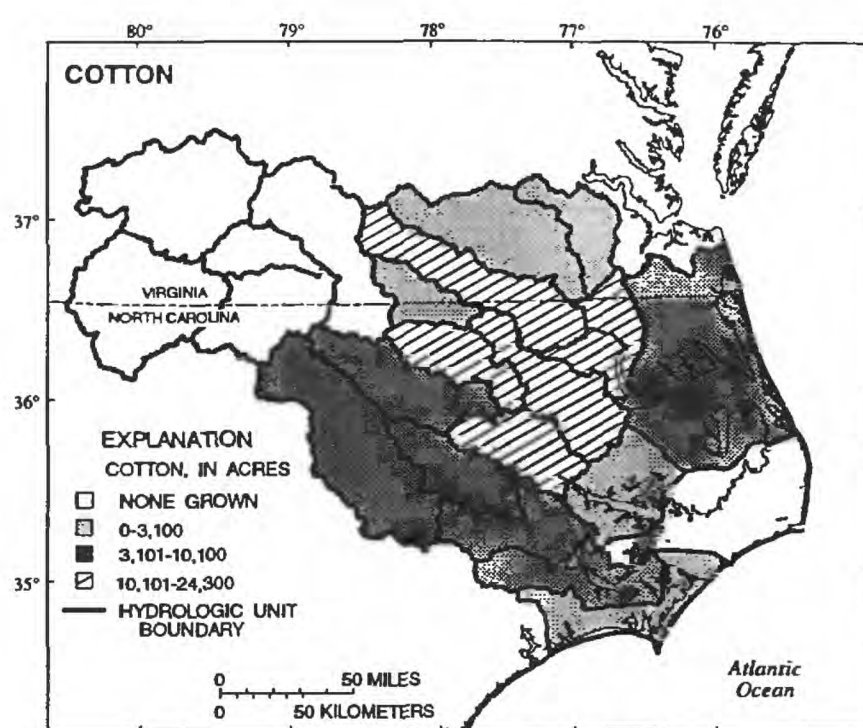 80° 79° 78° 77° 76°
COTTON
37°
VIRGINIA
NORTH CAROLINA
36°
EXPLANATION
COTTON, IN ACRES
NONE GROWN
0-3,100
3,101-10,100
10,101-24,300
HYDROLOGIC UNIT
BOUNDARY
35°
0 50 MILES
0 50 KILOMETERS
Atlantic
Ocean